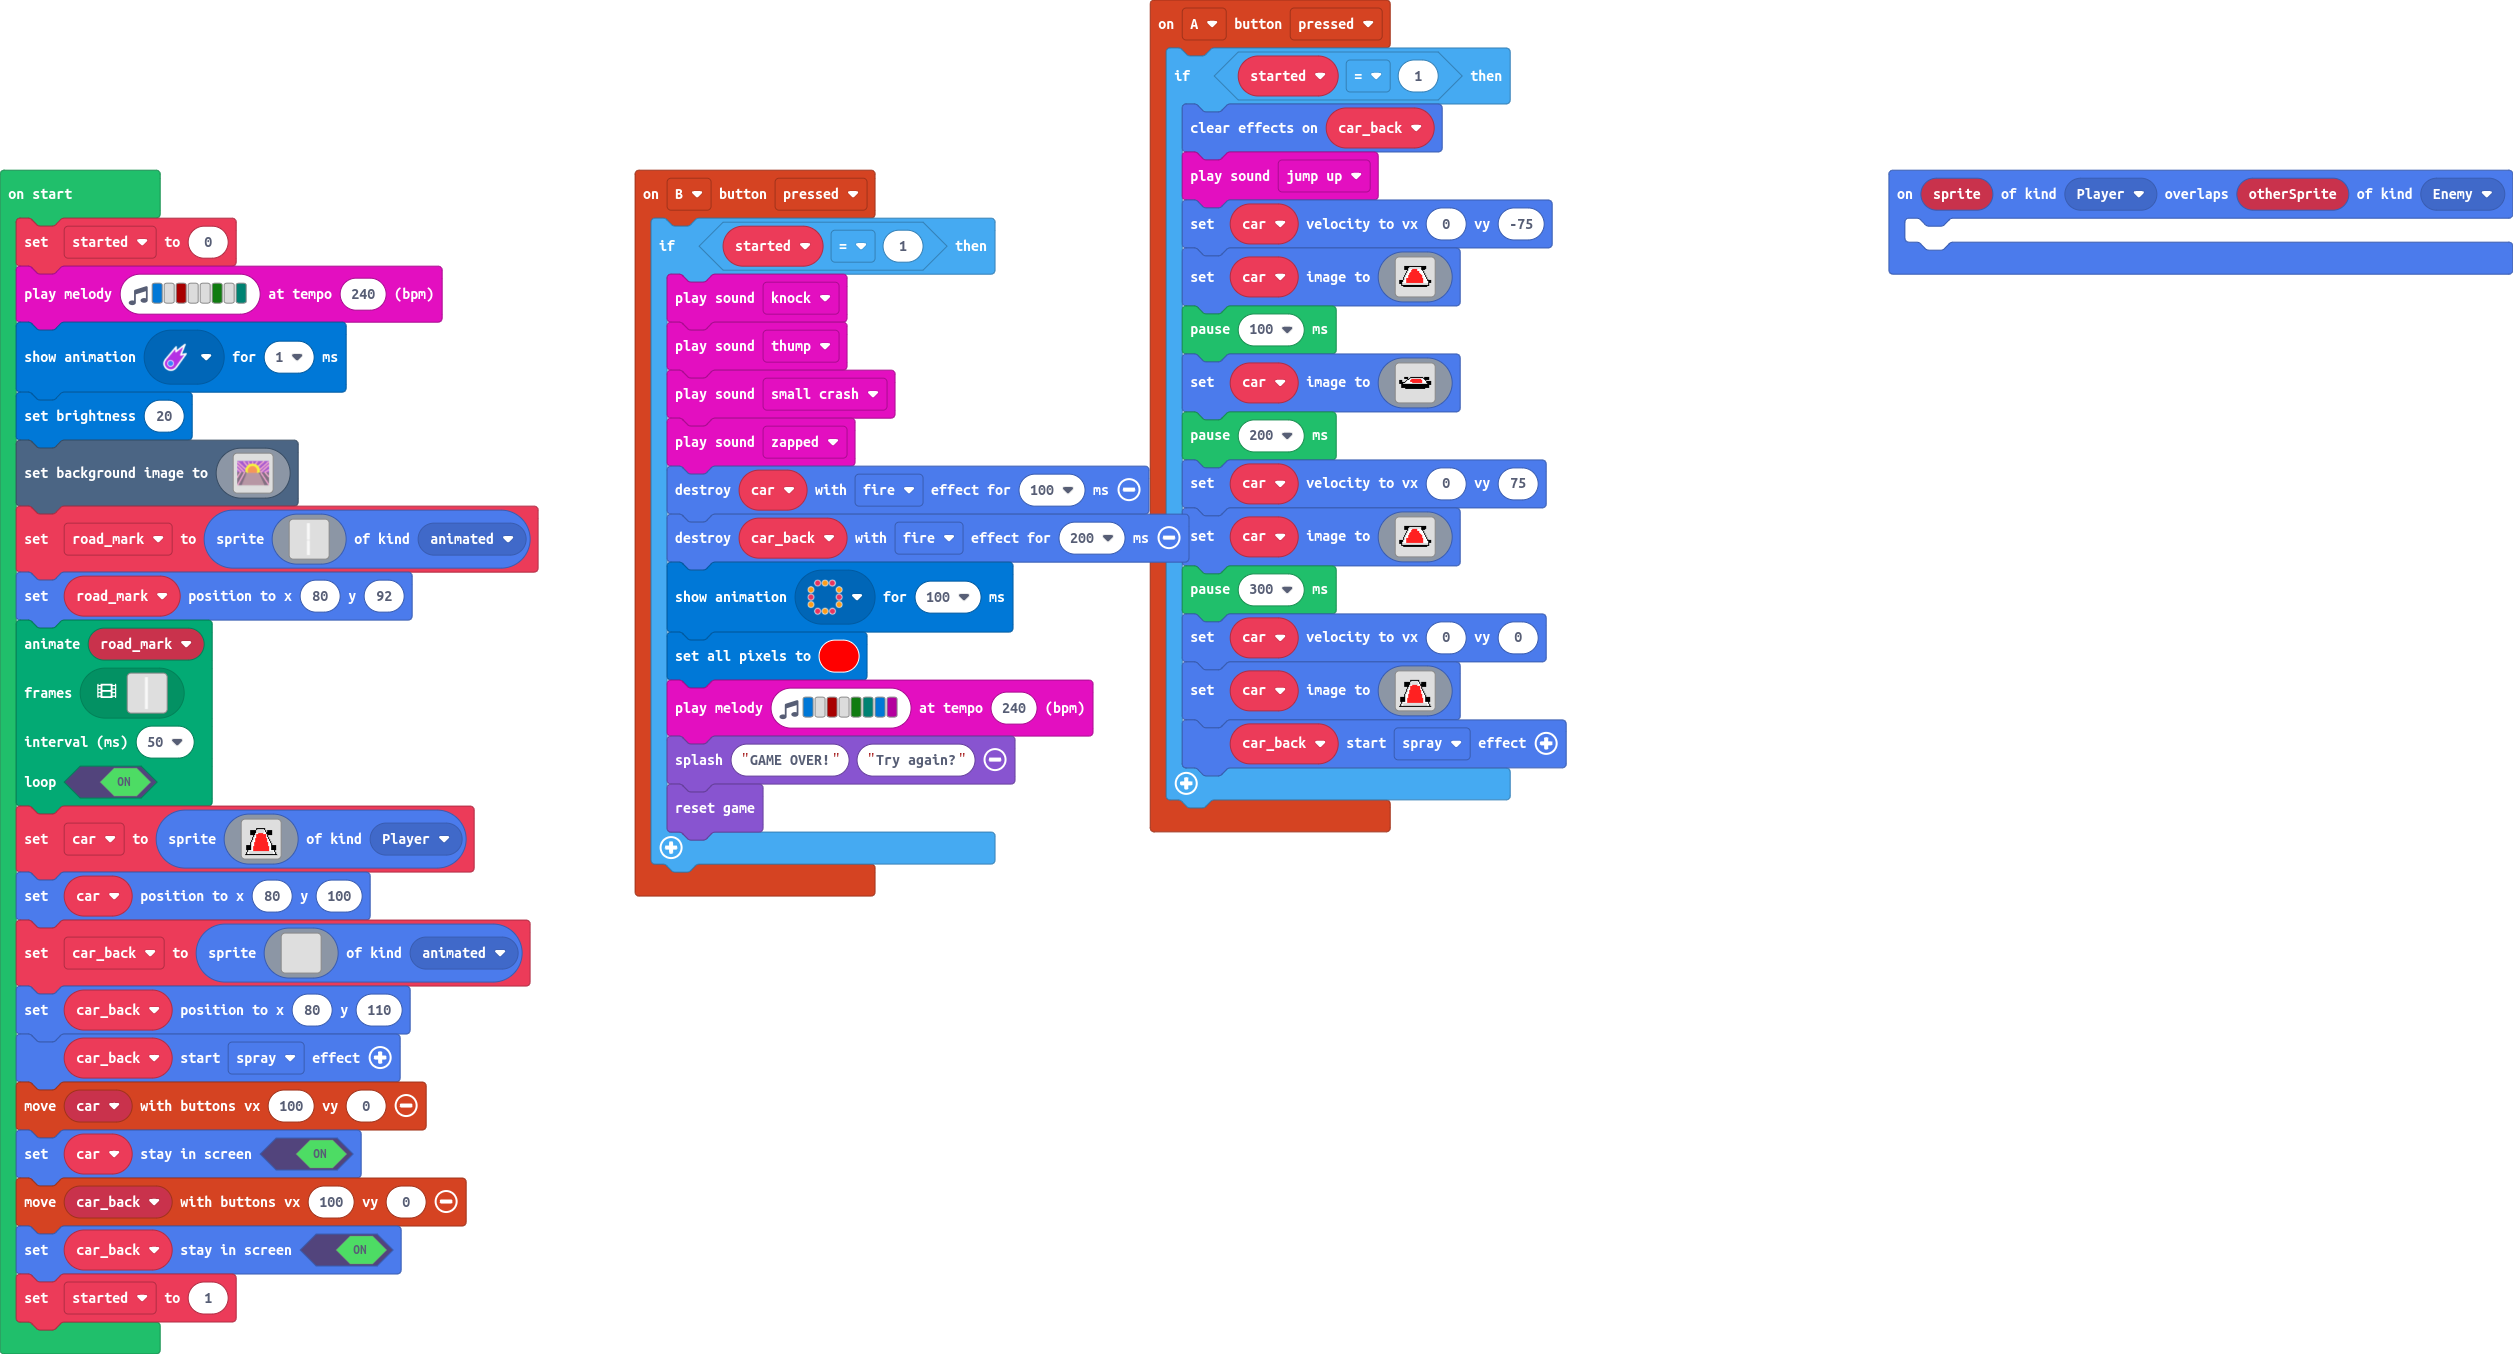 on start
set started to 0
play melody at tempo 240 (bpm)
show animation for 1 ms
set brightness 20
set background image to
set road_mark to sprite of kind animated
set road_mark position to x 80 y 92
animate road_mark
frames
interval (ms) 50
loop ON
set car to sprite of kind Player
set car position to x 80 y 100
set car_back to sprite of kind animated
set car_back position to x 80 y 110
car_back start spray effect
move car with buttons vx 100 vy 0
set car stay in screen ON
move car_back with buttons vx 100 vy 0
set car_back stay in screen ON
set started to 1
on B button pressed
if started = 1 then
play sound knock
play sound thump
play sound small crash
play sound zapped
destroy car with fire effect for 100 ms
destroy car_back with fire effect for 200 ms
show animation for 100 ms
set all pixels to
play melody at tempo 240 (bpm)
splash "GAME OVER!" "Try again?"
reset game
on A button pressed
if started = 1 then
clear effects on car_back
play sound jump up
set car velocity to vx 0 vy -75
set car image to
pause 100 ms
set car image to
pause 200 ms
set car velocity to vx 0 vy 75
set car image to
pause 300 ms
set car velocity to vx 0 vy 0
set car image to
car_back start spray effect
on sprite of kind Player overlaps otherSprite of kind Enemy